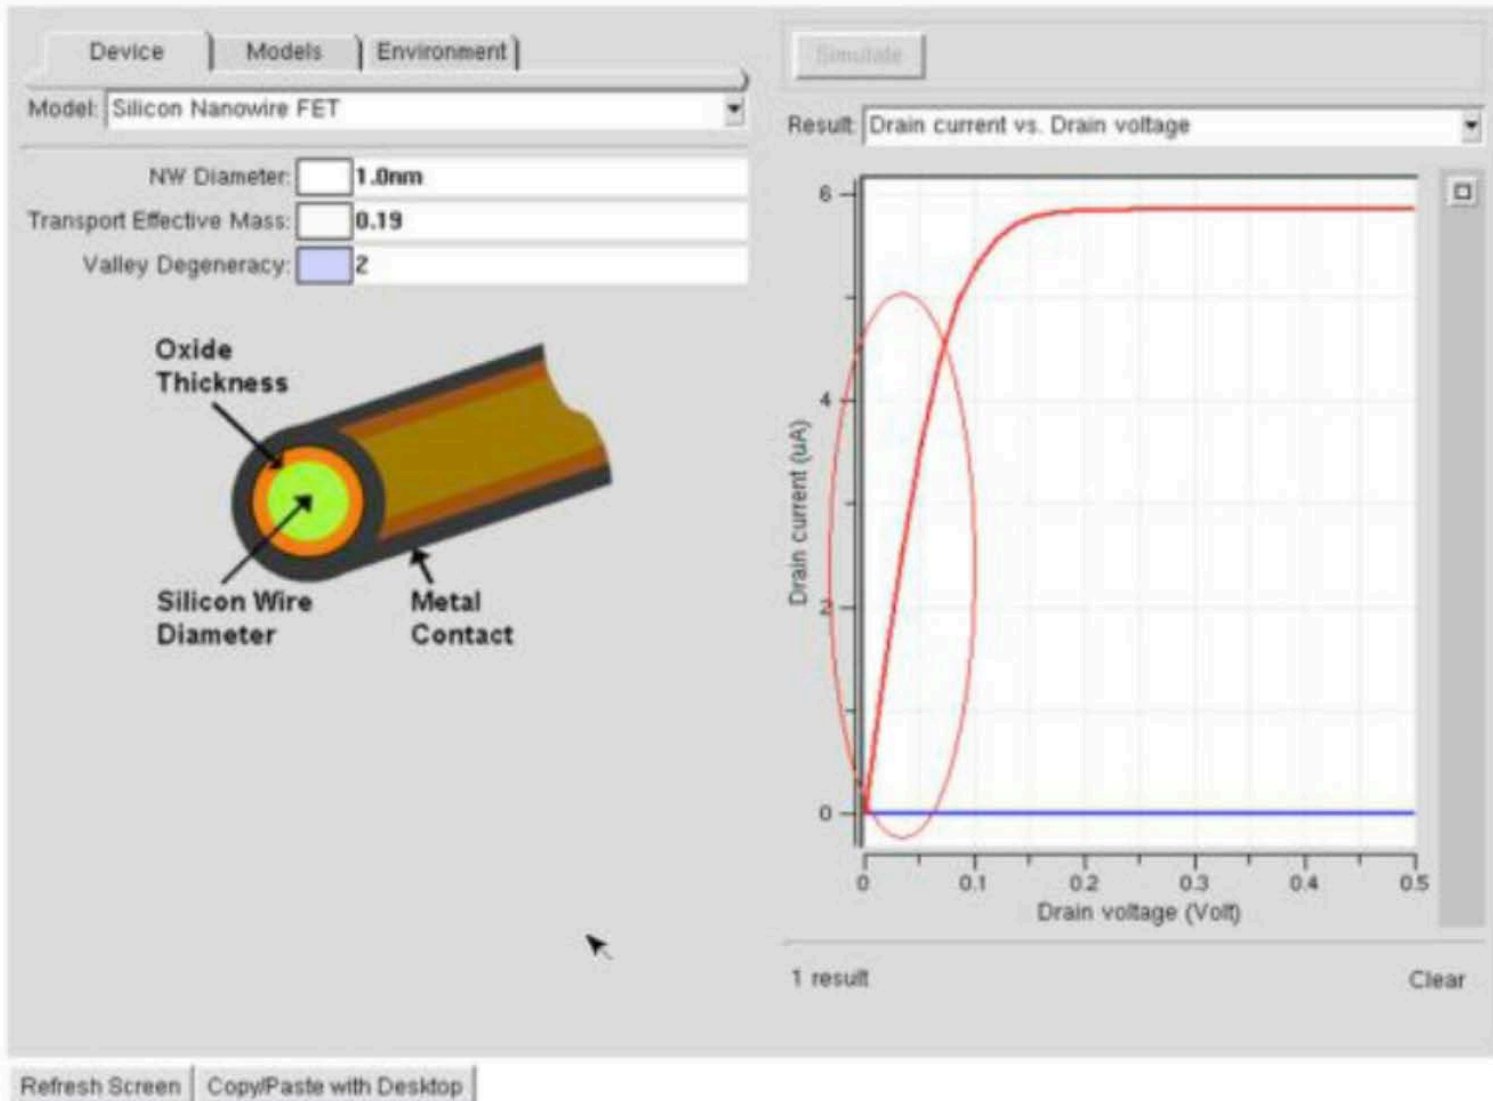 Device
Models
Environment
Model: Silicon Nanowire FET
NW Diameter: 1.0nm
Transport Effective Mass: 0.19
Valley Degeneracy: 2
Oxide
Thickness
Silicon Wire
Diameter
Metal
Contact
Simulate
Result: Drain current vs. Drain voltage
6
4
2
0
Drain current (uA)
0 0.1 0.2 0.3 0.4 0.5
Drain voltage (Volt)
1 result
Clear
Refresh Screen
Copy/Paste with Desktop